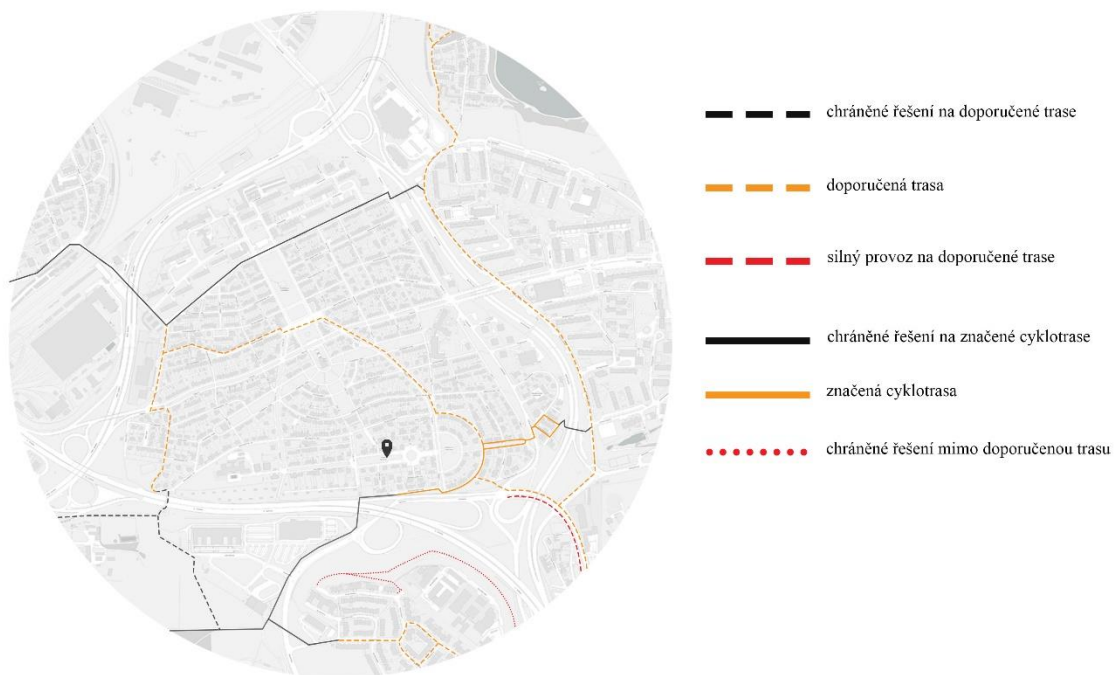 chráněné řešení na doporučené trase
doporučená trasa
silný provoz na doporučené trase
chráněné řešení na značené cyklotrase
značená cyklotrasa
chráněné řešení mimo doporučenou trasu